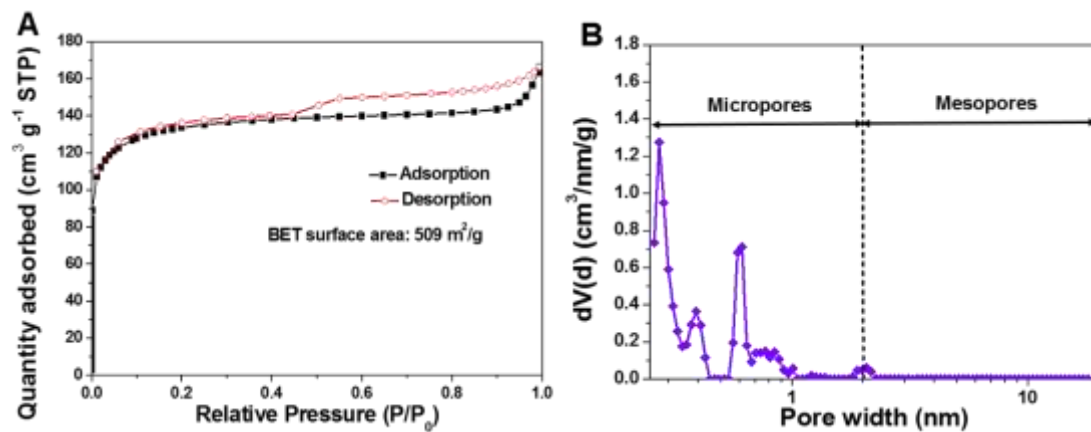 A
Quantity adsorbed (cm³ g⁻¹ STP)
180
160
140
120
100
80
60
40
20
0
Adsorption
Desorption
BET surface area: 509 m²/g
0.0 0.2 0.4 0.6 0.8 1.0
Relative Pressure (P/P₀)
B
dV(d) (cm³/nm/g)
1.8
1.5
1.4
1.2
1.0
0.8
0.6
0.4
0.2
0.0
Micropores Mesopores
1 10
Pore width (nm)